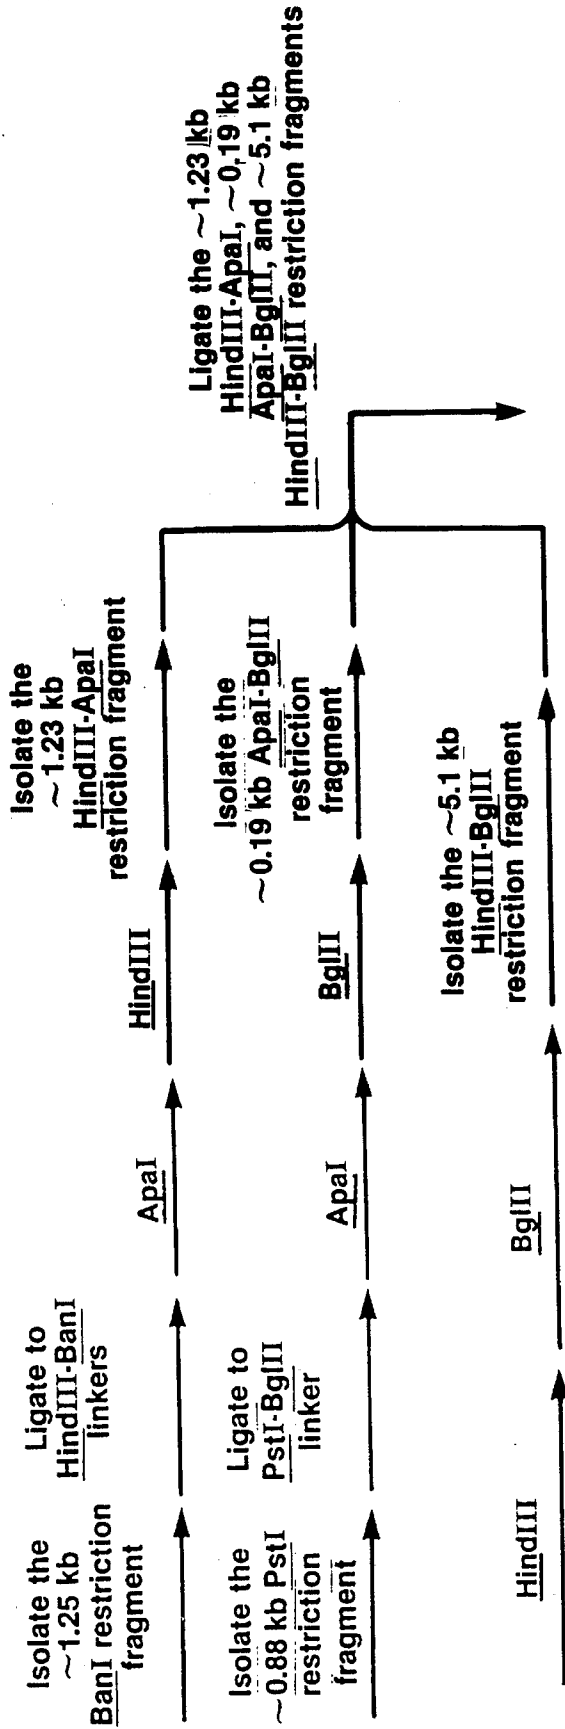 Isolate the
~1.25 kb
BanI restriction
fragment
Ligate to
HindIII-BanI
linkers
ApaI
HindIII
Isolate the
~1.23 kb
HindIII-ApaI
restriction fragment
Isolate the
~0.88 kb PstI
restriction
fragment
Ligate to
PstI-BglII
linker
ApaI
BglII
Isolate the
~0.19 kb ApaI-BglII
restriction
fragment
HindIII
BglII
Isolate the ~5.1 kb
HindIII-BglII
restriction fragment
Ligate the ~1.23 kb
HindIII-ApaI, ~0.19 kb
ApaI-BglII, and ~5.1 kb
HindIII-BglII restriction fragments